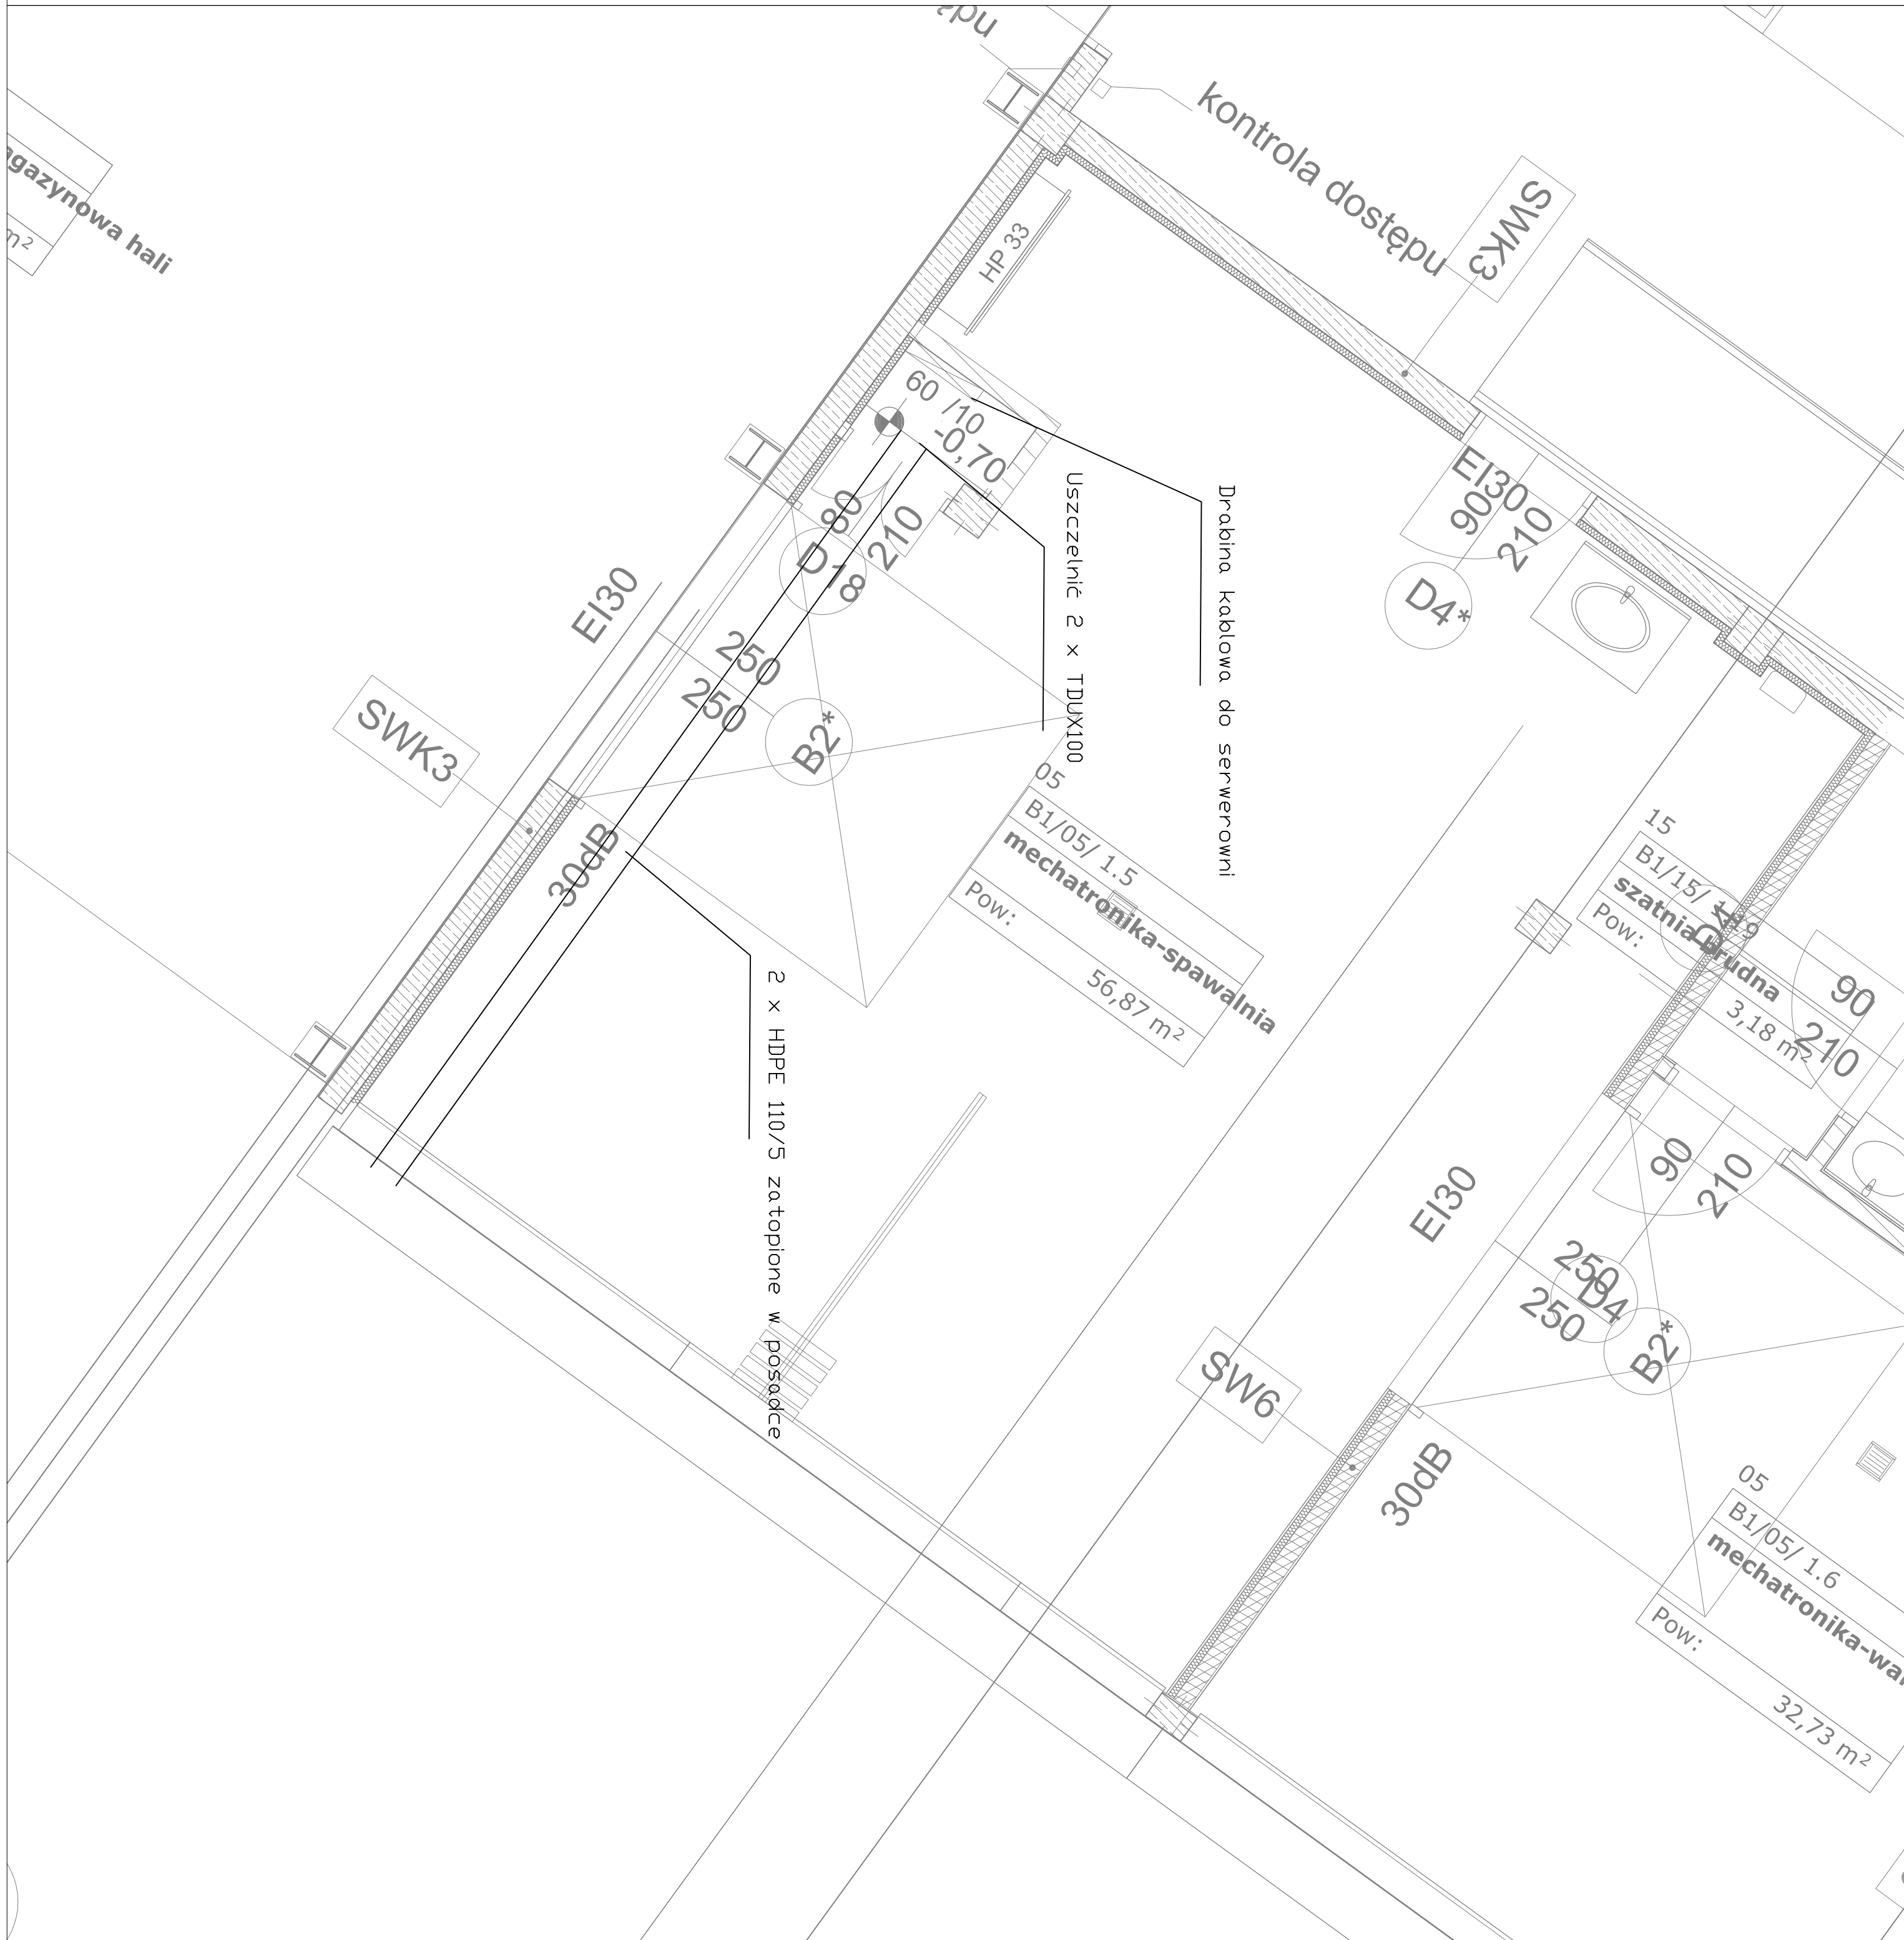 kontrola dostępu
SWK3
agazynowa hali
m²
HP 33
60 /10
-0,70
80
210
D18
EI30
90
210
D4*
EI30
250
250
B2*
SWK3
30dB
Uszczelnić 2 x TDUX100
Drabina kablowa do serwerowni
05
B1/05/ 1.5
mechatronika-spawalnia
Pow:
56,87 m²
15
B1/15/
szatnia brudna
Pow:
3,18 m²
90
210
2 x HDPE 110/5 zatopione w posadce
90
210
EI30
250
250
D4
B2*
SW6
30dB
05
B1/05/ 1.6
Pow:
32,73 m²